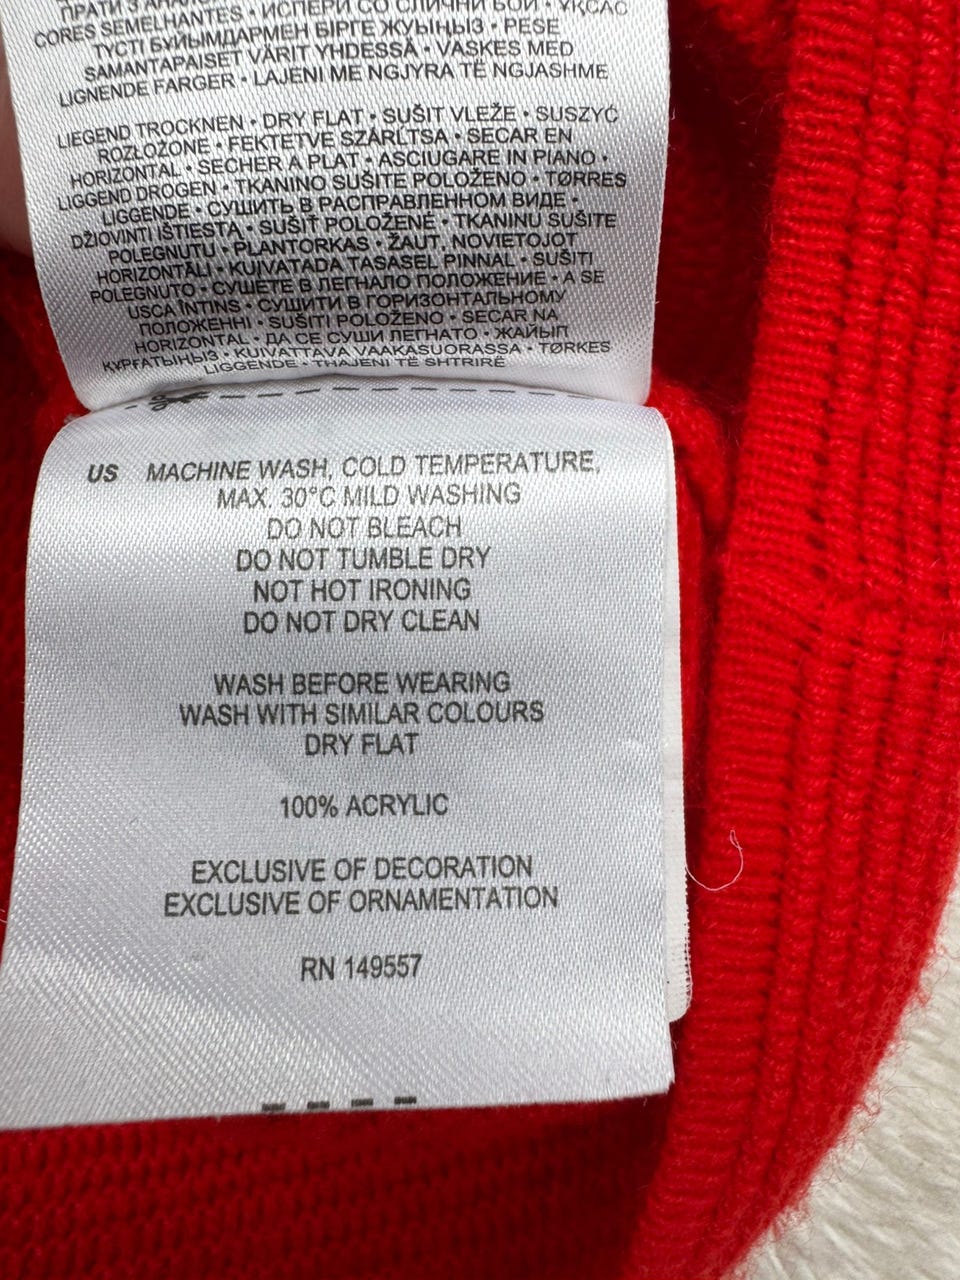 CORES SEMELHANTES • ИСПЕРИ СО СЛИЧНИ БОИ • ҰҚСАС
ТҮСТІ БҰЙЫМДАРМЕН БІРГЕ ЖУЫҢЫЗ • PESE
SAMANTAPAISET VÄRIT YHDESSÄ • VASKES MED
LIGNENDE FARGER • LAJENI ME NGJYRA TË NGJASHME
LIEGEND TROCKNEN • DRY FLAT • SUŠIT VLEŽE • SUSZYĆ
ROZŁOŻONE • FEKTETVE SZÁRÍTSA • SECAR EN
HORIZONTAL • SECHER A PLAT • ASCIUGARE IN PIANO •
LIGGEND DROGEN • TKANINO SUŠITE POLOŽENO • TØRRES
LIGGENDE • СУШИТЬ В РАСПРАВЛЕННОМ ВИДЕ •
DŽIOVINTI IŠTIESTĄ • SUŠIŤ POLOŽENÉ • TKANINU SUŠITE
POLEGNUTU • PLANTORKAS • ŽAUT, NOVIETOJOT
HORIZONTĀLI • KUIVATADA TASASEL PINNAL • SUŠITI
POLEGNUTO • СУШЕТЕ В ЛЕГНАЛО ПОЛОЖЕНИЕ • A SE
USCA ÎNTINS • СУШИТИ В ГОРИЗОНТАЛЬНОМУ
ПОЛОЖЕННІ • SUŠITI POLOŽENO • SECAR NA
HORIZONTAL • ДА СЕ СУШИ ЛЕГНАТО • ЖАЙЫП
КҰРҒАТЫҢЫЗ • KUIVATTAVA VAAKASUORASSA • TØRKES
LIGGENDE • THAJENI TË SHTRIRË
US MACHINE WASH, COLD TEMPERATURE,
MAX. 30°C MILD WASHING
DO NOT BLEACH
DO NOT TUMBLE DRY
NOT HOT IRONING
DO NOT DRY CLEAN
WASH BEFORE WEARING
WASH WITH SIMILAR COLOURS
DRY FLAT
100% ACRYLIC
EXCLUSIVE OF DECORATION
EXCLUSIVE OF ORNAMENTATION
RN 149557